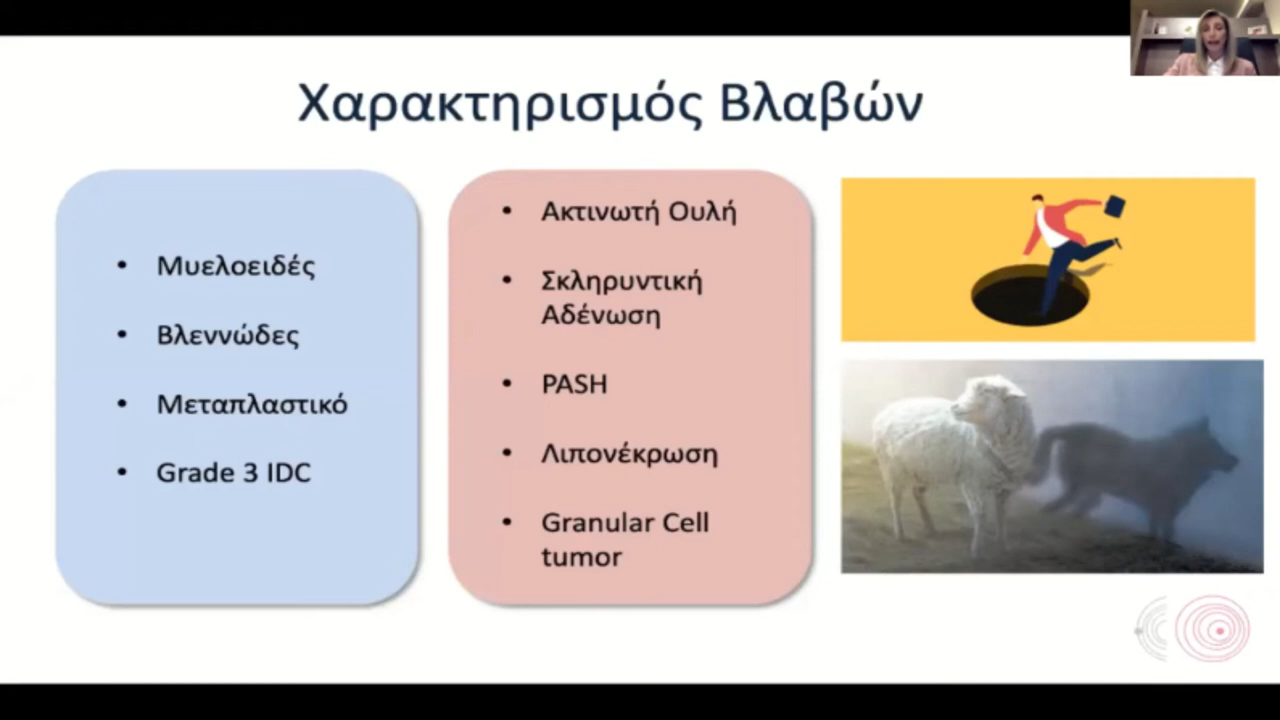 Χαρακτηρισμός Βλαβών
• Μυελοειδές
• Βλεννώδες
• Μεταπλαστικό
• Grade 3 IDC
• Ακτινωτή Ουλή
• Σκληρυντική
Αδένωση
• PASH
• Λιπονέκρωση
• Granular Cell
tumor